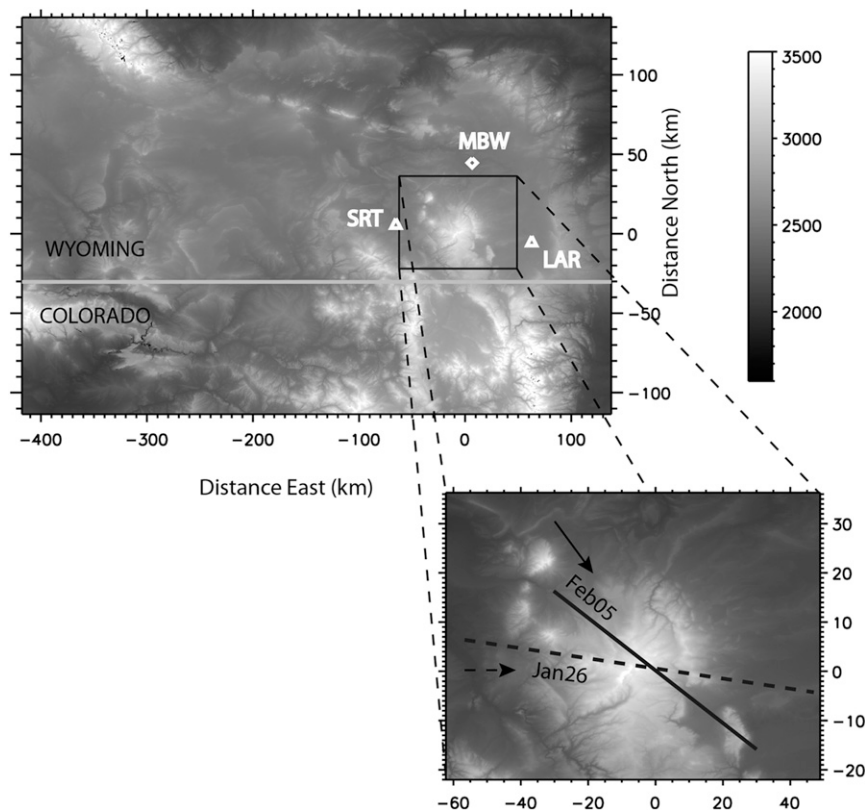 3500
3000
2500
2000
100
50
0
−50
−100
Distance North (km)
MBW
SRT
LAR
WYOMING
COLORADO
−400 −300 −200 −100 0 100
Distance East (km)
Feb05
Jan26
30
20
10
0
−10
−20
−60 −40 −20 0 20 40